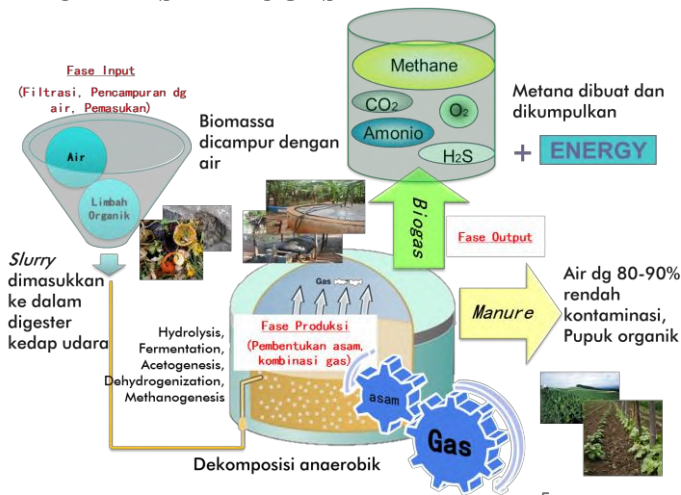 Fase Input
(Filtrasi, Pencampuran dg
air, Pemasukan)
Air
Limbah
Organik
Biomassa
dicampur dengan
air
Methane
CO₂
O₂
Amonio
H₂S
Metana dibuat dan
dikumpulkan
+ ENERGY
Slurry
dimasukkan
ke dalam
digester
kedap udara
Biogas
Fase Output
Manure
Air dg 80-90%
rendah
kontaminasi,
Pupuk organik
Gas
Fase Produksi
(Pembentukan asam,
kombinasi gas)
Hydrolysis,
Fermentation,
Acetogenesis,
Dehydrogenization,
Methanogenesis
asam
Gas
Dekomposisi anaerobik